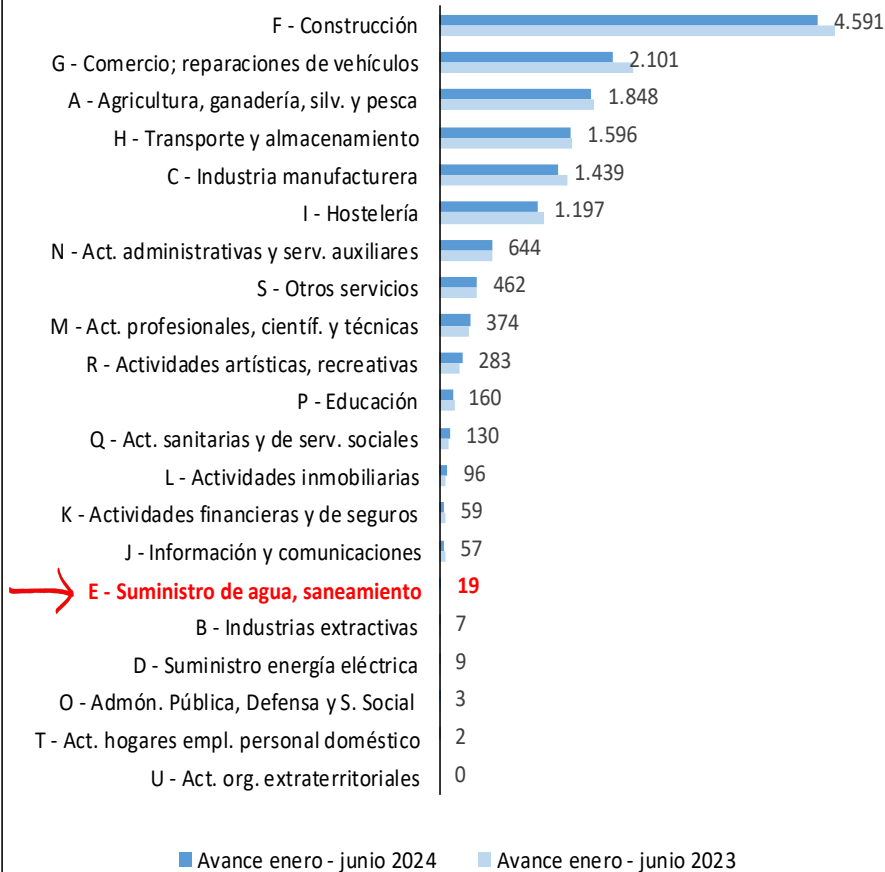 F - Construcción 4.591
G - Comercio; reparaciones de vehículos 2.101
A - Agricultura, ganadería, silv. y pesca 1.848
H - Transporte y almacenamiento 1.596
C - Industria manufacturera 1.439
I - Hostelería 1.197
N - Act. administrativas y serv. auxiliares 644
S - Otros servicios 462
M - Act. profesionales, científ. y técnicas 374
R - Actividades artísticas, recreativas 283
P - Educación 160
Q - Act. sanitarias y de serv. sociales 130
L - Actividades inmobiliarias 96
K - Actividades financieras y de seguros 59
J - Información y comunicaciones 57
E - Suministro de agua, saneamiento 19
B - Industrias extractivas 7
D - Suministro energía eléctrica 9
O - Admón. Pública, Defensa y S. Social 3
T - Act. hogares empl. personal doméstico 2
U - Act. org. extraterritoriales 0
Avance enero - junio 2024 Avance enero - junio 2023